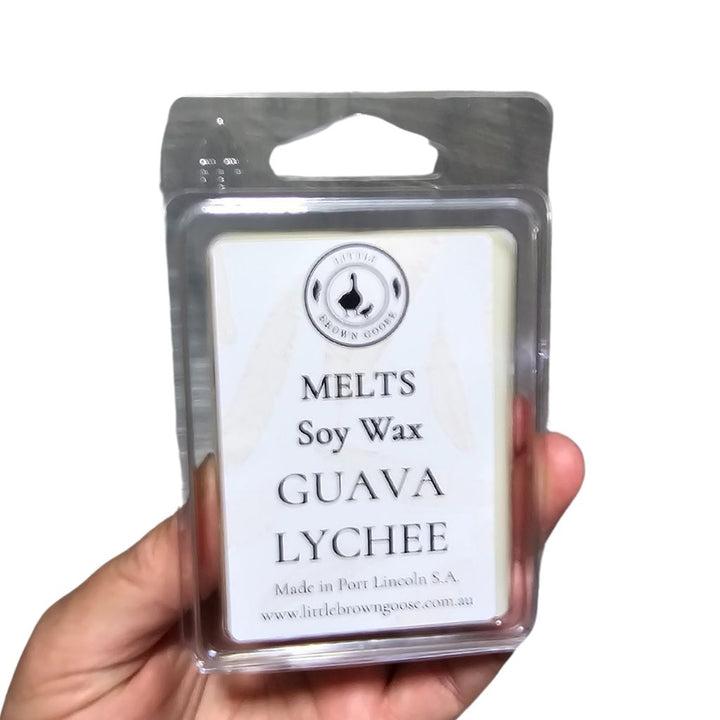 LITTLE
BROWN GOOSE
MELTS
Soy Wax
GUAVA
LYCHEE
Made in Port Lincoln S.A.
www.littlebrowngoose.com.au